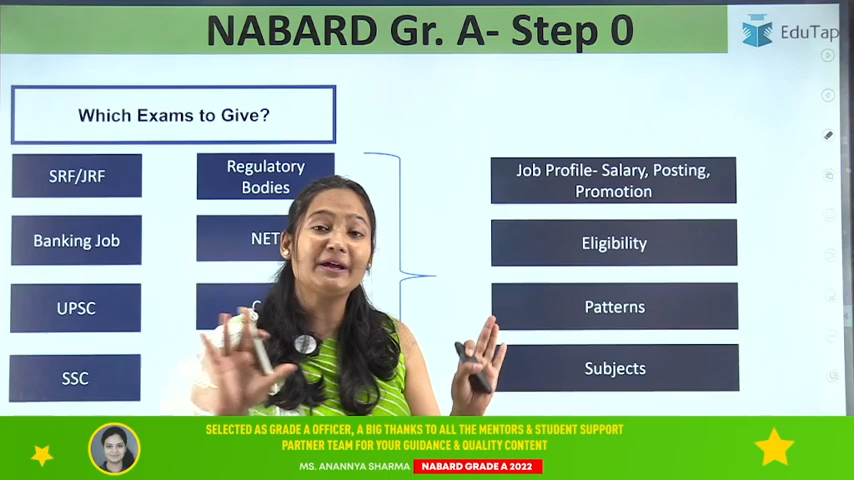 NABARD Gr. A- Step 0
EduTap
Which Exams to Give?
SRF/JRF
Regulatory
Bodies
Banking Job
NET
UPSC
SSC
Job Profile- Salary, Posting,
Promotion
Eligibility
Patterns
Subjects
SELECTED AS GRADE A OFFICER, A BIG THANKS TO ALL THE MENTORS & STUDENT SUPPORT
PARTNER TEAM FOR YOUR GUIDANCE & QUALITY CONTENT
MS. ANANNYA SHARMA NABARD GRADE A 2022